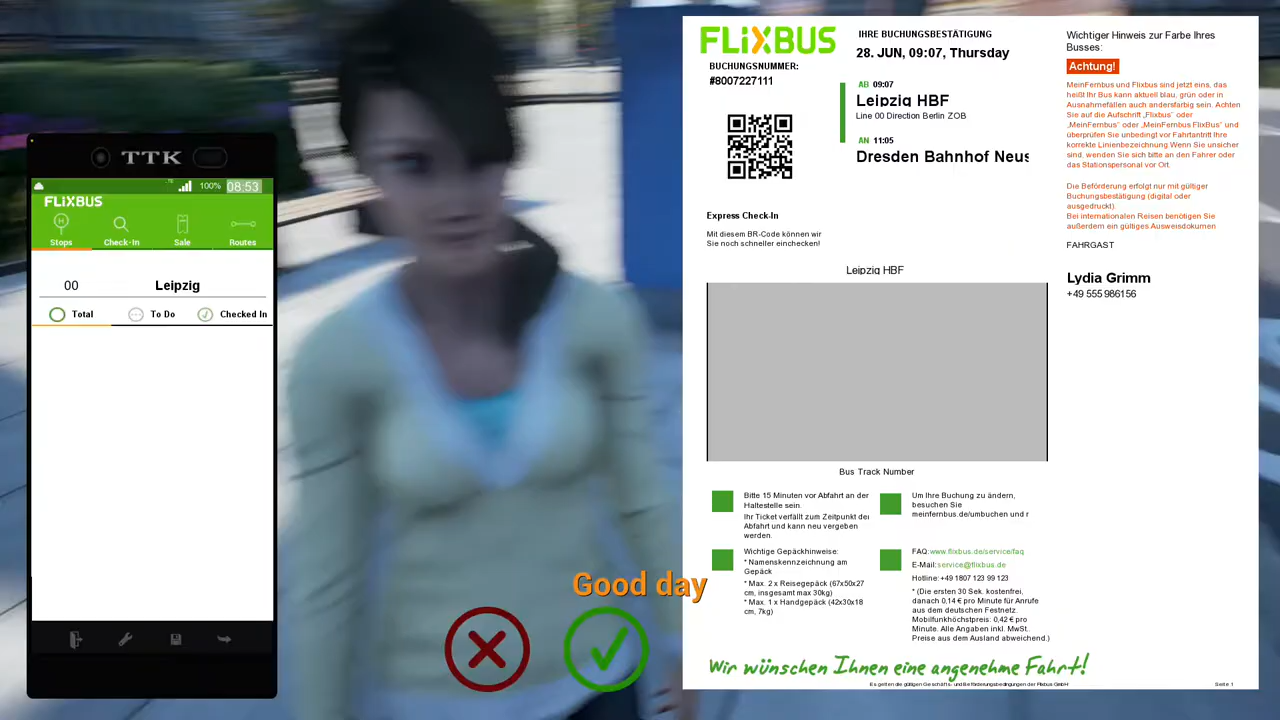 TTK
100% 08:53
FLiXBUS
Stops Check-In Sale Routes
00 Leipzig
Total To Do Checked In
Good day
FLiXBUS
BUCHUNGSNUMMER:
#8007227111
IHRE BUCHUNGSBESTÄTIGUNG
28. JUN, 09:07, Thursday
AB 09:07
Leipzig HBF
Line 00 Direction Berlin ZOB
AN 11:05
Dresden Bahnhof Neus
Express Check-In
Mit diesem BR-Code können wir
Sie noch schneller einchecken!
Leipzig HBF
Bus Track Number
Bitte 15 Minuten vor Abfahrt an der
Haltestelle sein.
Ihr Ticket verfällt zum Zeitpunkt der
Abfahrt und kann neu vergeben
werden.
Um Ihre Buchung zu ändern,
besuchen Sie
meinfernbus.de/umbuchen und r
Wichtige Gepäckhinweise:
* Namenskennzeichnung am
Gepäck
* Max. 2 x Reisegepäck (67x50x27
cm, insgesamt max 30kg)
* Max. 1 x Handgepäck (42x30x18
cm, 7kg)
FAQ: www.flixbus.de/service/faq
E-Mail: service@flixbus.de
Hotline: +49 1807 123 99 123
* (Die ersten 30 Sek. kostenfrei,
danach 0,14 € pro Minute für Anrufe
aus dem deutschen Festnetz.
Mobilfunkhöchstpreis: 0,42 € pro
Minute. Alle Angaben inkl. MwSt..
Preise aus dem Ausland abweichend.)
Wir wünschen Ihnen eine angenehme Fahrt!
Es gelten die gültigen Geschäfts- und Beförderungsbedingungen der Flixbus GmbH
Seite 1
Wichtiger Hinweis zur Farbe Ihres
Busses:
Achtung!
MeinFernbus und Flixbus sind jetzt eins, das
heißt Ihr Bus kann aktuell blau, grün oder in
Ausnahmefällen auch andersfarbig sein. Achten
Sie auf die Aufschrift „Flixbus“ oder
„MeinFernbus“ oder „MeinFernbus FlixBus“ und
überprüfen Sie unbedingt vor Fahrtantritt Ihre
korrekte Linienbezeichnung.Wenn Sie unsicher
sind, wenden Sie sich bitte an den Fahrer oder
das Stationspersonal vor Ort.
Die Beförderung erfolgt nur mit gültiger
Buchungsbestätigung (digital oder
ausgedruckt).
Bei internationalen Reisen benötigen Sie
außerdem ein gültiges Ausweisdokumen
FAHRGAST
Lydia Grimm
+49 555 986156